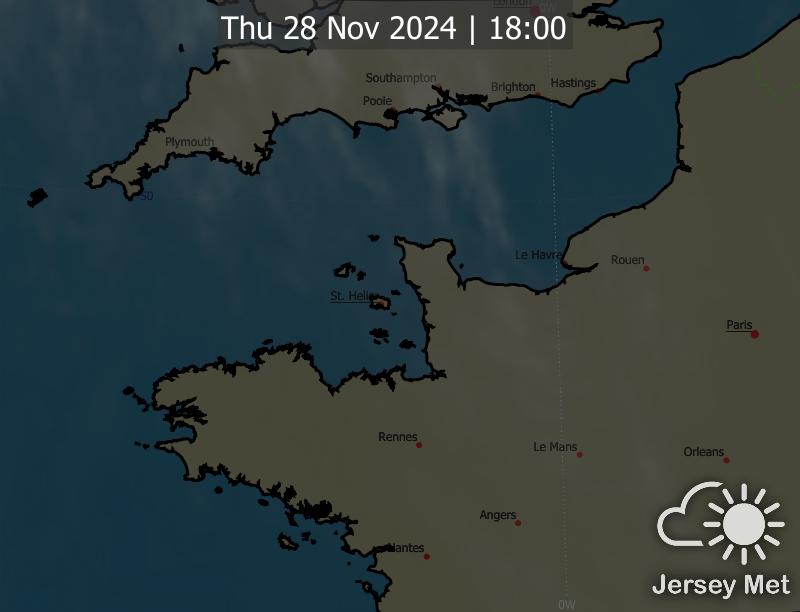 London
0W
Thu 28 Nov 2024 | 18:00
Southampton
Brighton
Hastings
Poole
Plymouth
50
Le Havre
Rouen
St. Helier
Paris
Rennes
Le Mans
Orleans
Angers
Nantes
Jersey Met
0W